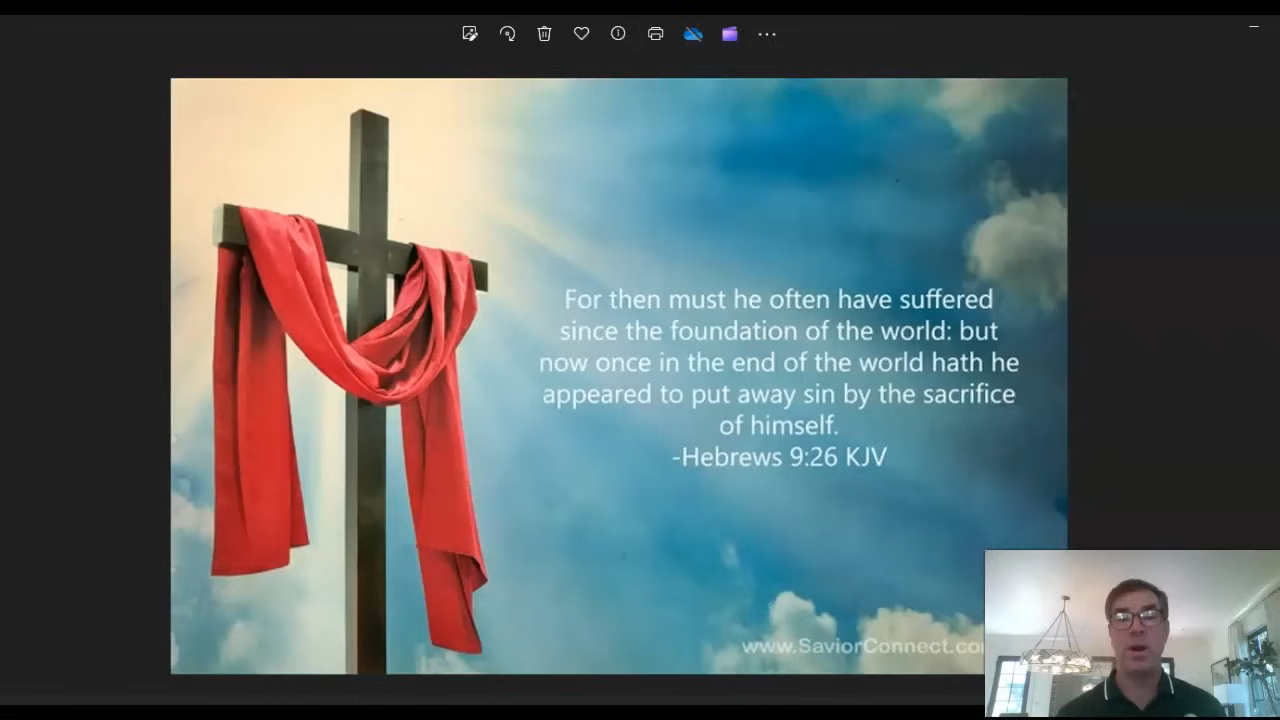 For then must he often have suffered
since the foundation of the world: but
now once in the end of the world hath he
appeared to put away sin by the sacrifice
of himself.
-Hebrews 9:26 KJV
www.SaviorConnect.co